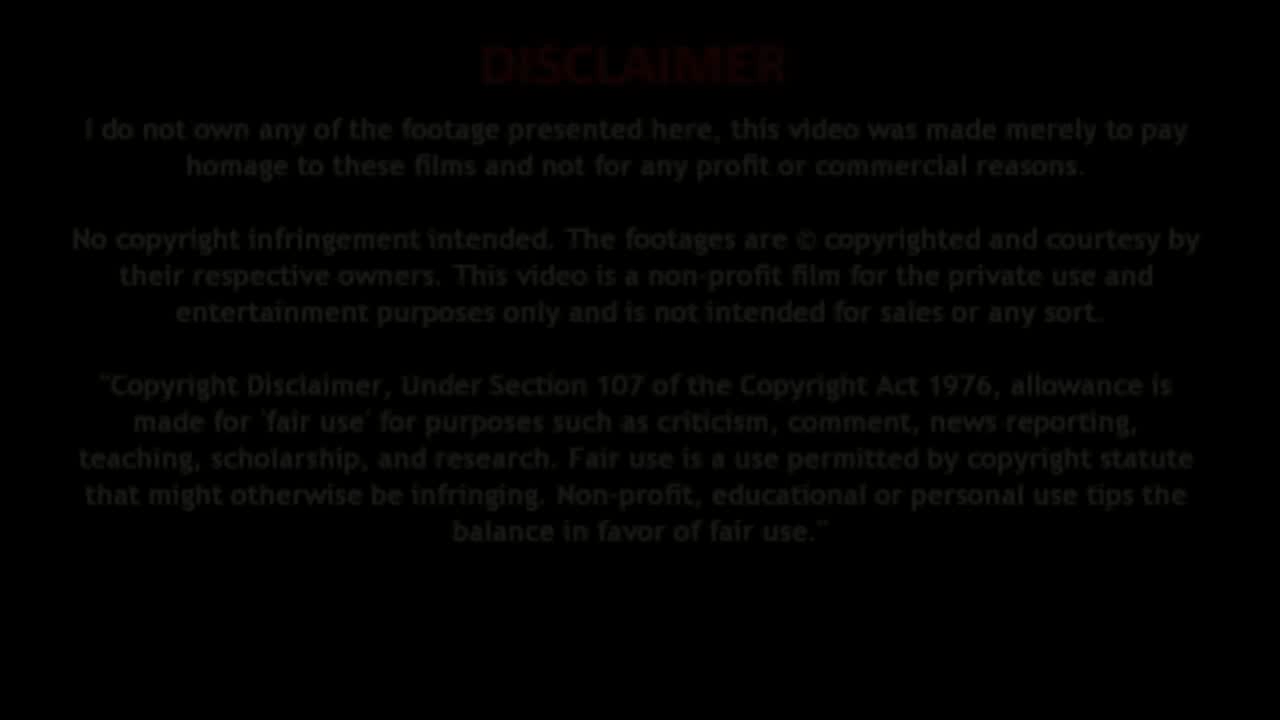 DISCLAIMER
I do not own any of the footage presented here, this video was made merely to pay
homage to these films and not for any profit or commercial reasons.
No copyright infringement intended. The footages are © copyrighted and courtesy by
their respective owners. This video is a non-profit film for the private use and
entertainment purposes only and is not intended for sales or any sort.
"Copyright Disclaimer, Under Section 107 of the Copyright Act 1976, allowance is
made for 'fair use' for purposes such as criticism, comment, news reporting,
teaching, scholarship, and research. Fair use is a use permitted by copyright statute
that might otherwise be infringing. Non-profit, educational or personal use tips the
balance in favor of fair use."